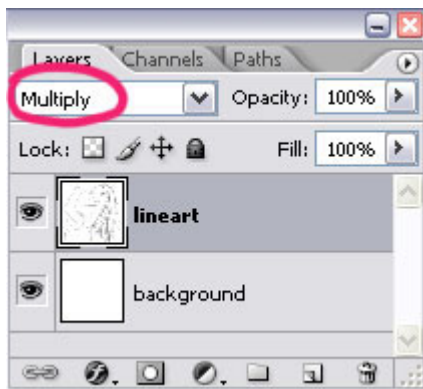 Layers Channels Paths
Multiply Opacity: 100%
Lock: Fill: 100%
lineart
background